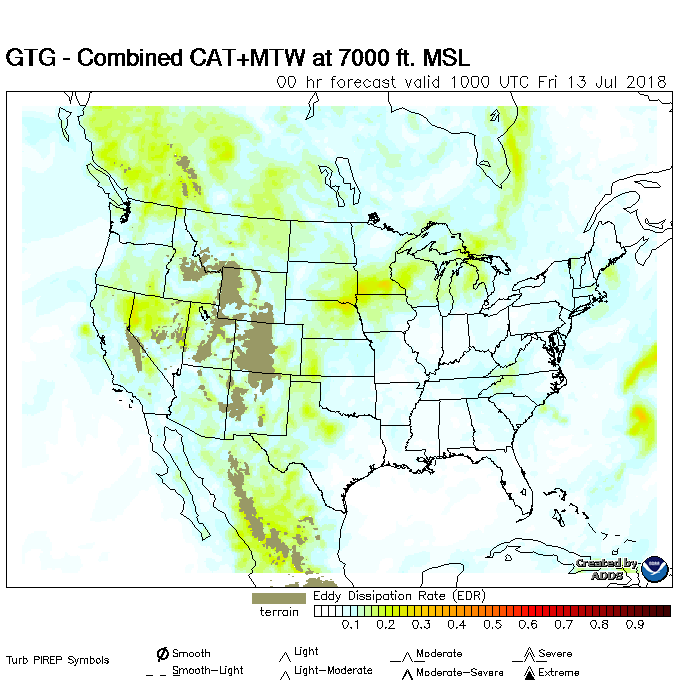 GTG - Combined CAT+MTW at 7000 ft. MSL
00 hr forecast valid 1000 UTC Fri 13 Jul 2018
Created by
ADDS
Eddy Dissipation Rate (EDR)
terrain
0.1 0.2 0.3 0.4 0.5 0.6 0.7 0.8 0.9
Turb PIREP Symbols
Smooth Light Moderate Severe
Smooth-Light Light-Moderate Moderate-Severe Extreme